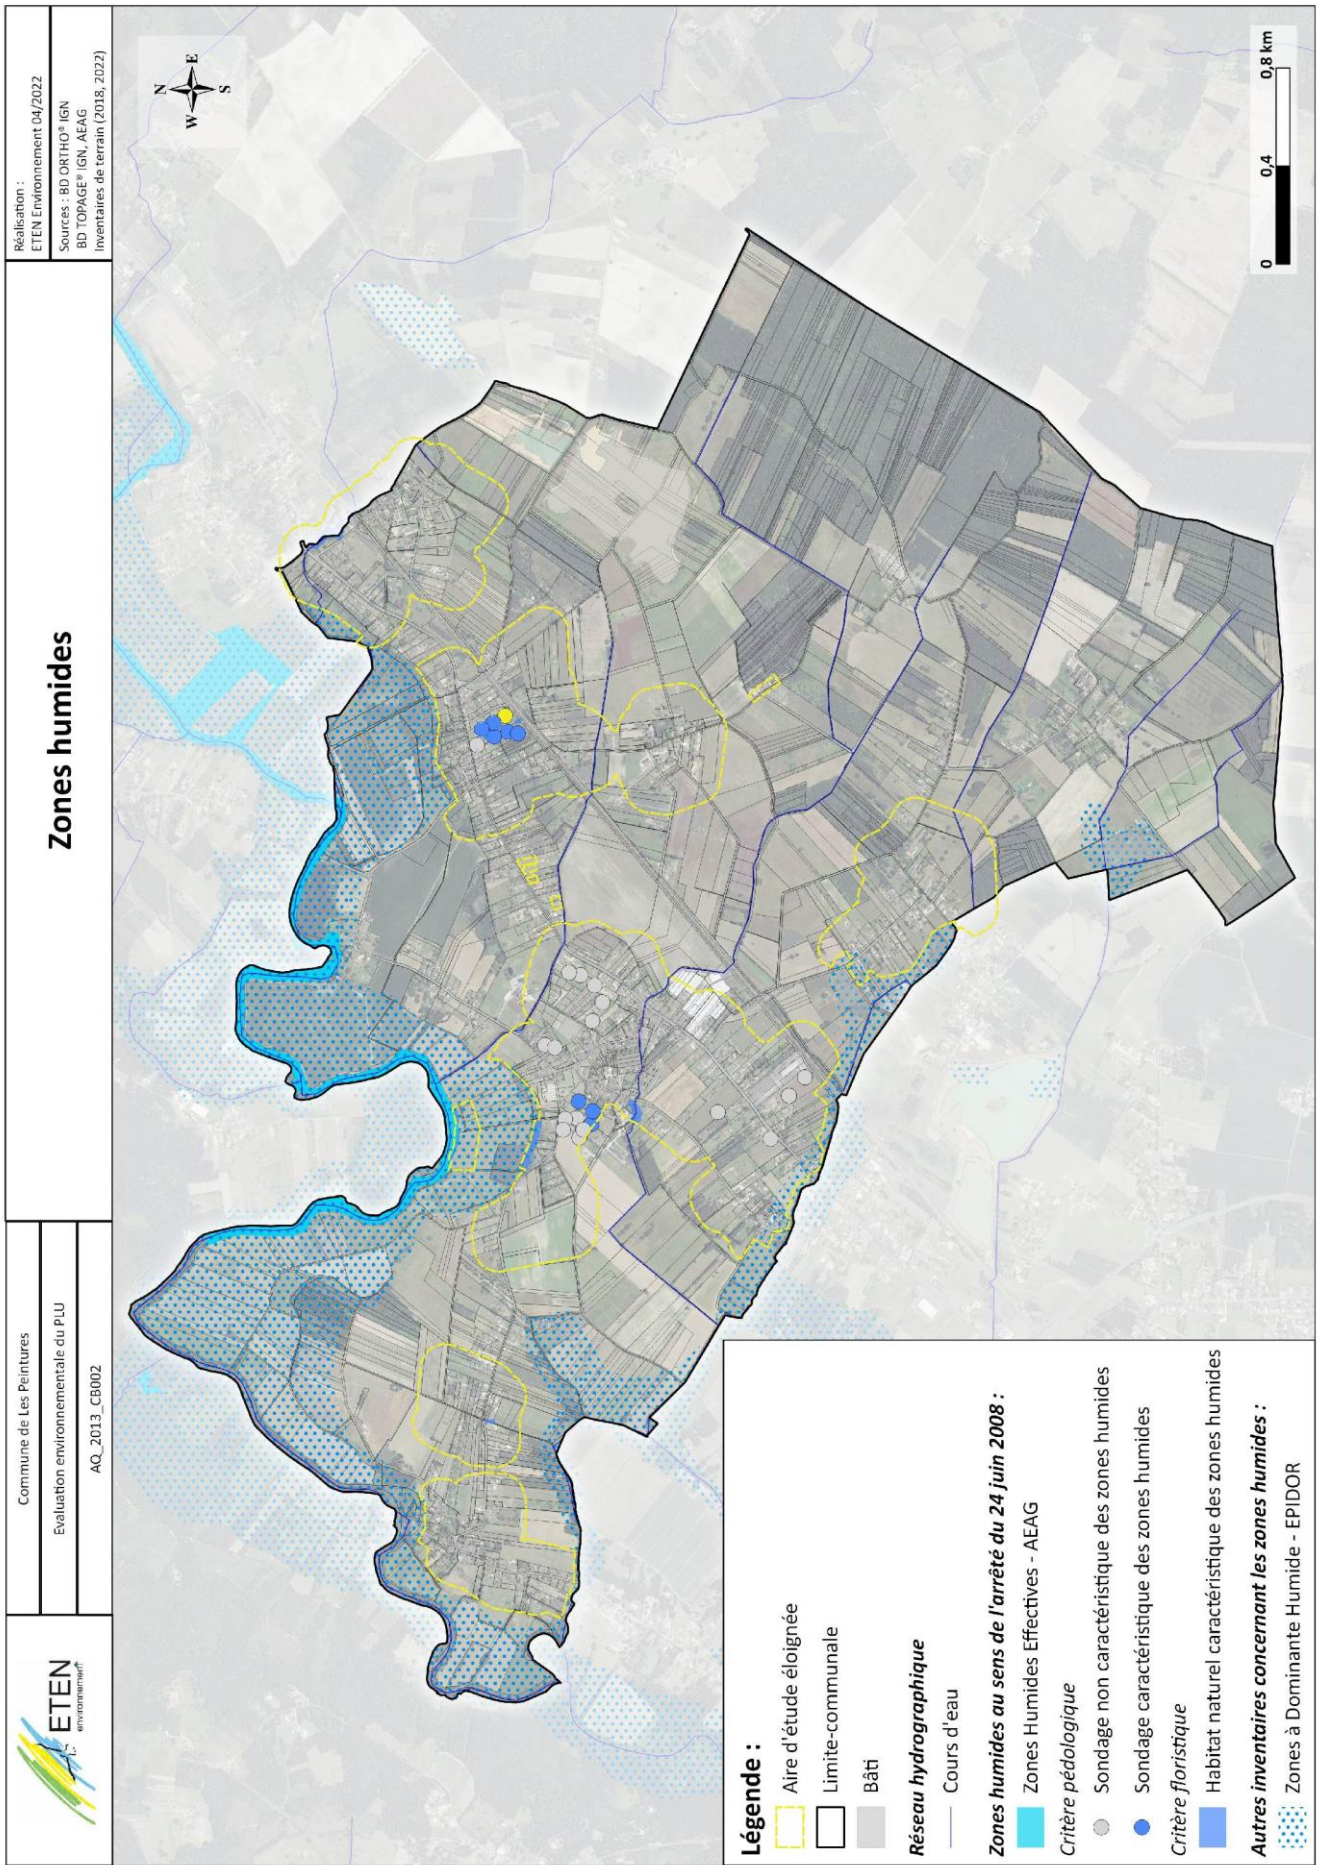 ETEN
environnement
Commune de Les Peintures
Evaluation environnementale du PLU
AQ_2013_CB002
Zones humides
Réalisation :
ETEN Environnement 04/2022
Sources : BD ORTHO® IGN
BD TOPAGE® IGN, AEAG
Inventaires de terrain (2018, 2022)
N
W E
S
0 0,4 0,8 km
Légende :
Aire d'étude éloignée
Limite-communale
Bâti
Réseau hydrographique
Cours d'eau
Zones humides au sens de l'arrêté du 24 juin 2008 :
Zones Humides Effectives - AEAG
Critère pédologique
Sondage non caractéristique des zones humides
Sondage caractéristique des zones humides
Critère floristique
Habitat naturel caractéristique des zones humides
Autres inventaires concernant les zones humides :
Zones à Dominante Humide - EPIDOR